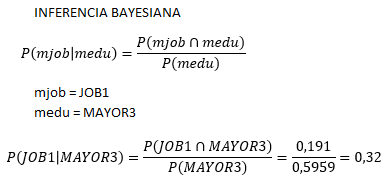 INFERENCIA BAYESIANA
P(mjob|medu) = P(mjob ∩ medu) / P(medu)
mjob = JOB1
medu = MAYOR3
P(JOB1|MAYOR3) = P(JOB1 ∩ MAYOR3) / P(MAYOR3) = 0,191 / 0,5959 = 0,32